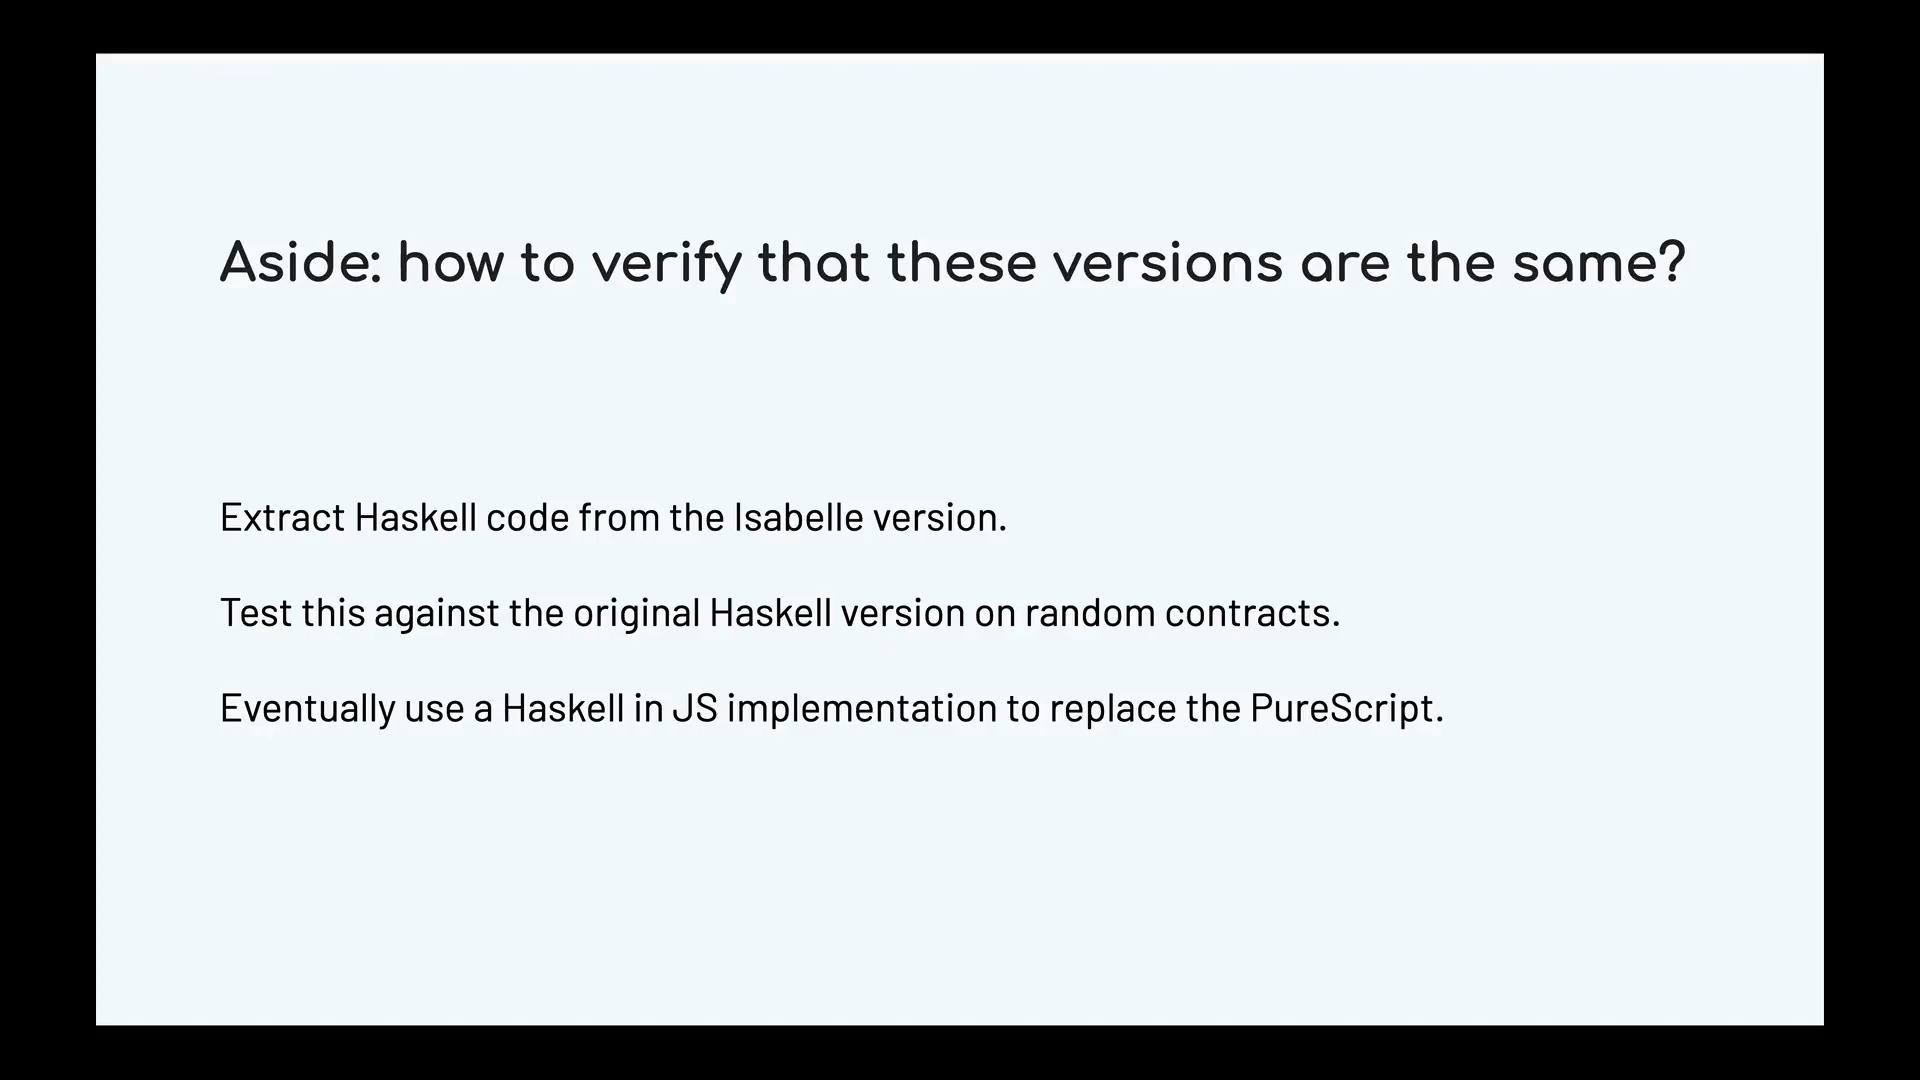 Aside: how to verify that these versions are the same?
Extract Haskell code from the Isabelle version.
Test this against the original Haskell version on random contracts.
Eventually use a Haskell in JS implementation to replace the PureScript.